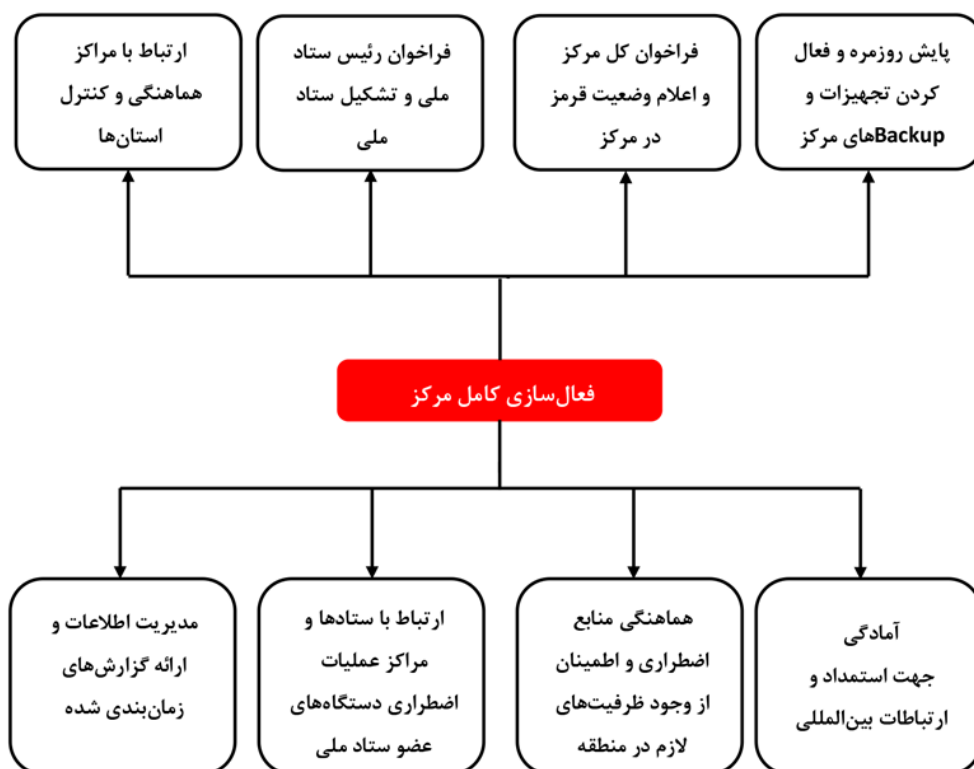 پایش روزمره و فعال
کردن تجهیزات و
Backupهای مرکز
فراخوان کل مرکز
و اعلام وضعیت قرمز
در مرکز
فراخوان رئیس ستاد
ملی و تشکیل ستاد
ملی
ارتباط با مراکز
هماهنگی و کنترل
استان‌ها
فعال‌سازی کامل مرکز
آمادگی
جهت استمداد و
ارتباطات بین‌المللی
هماهنگی منابع
اضطراری و اطمینان
از وجود ظرفیت‌های
لازم در منطقه
ارتباط با ستادها و
مراکز عملیات
اضطراری دستگاه‌های
عضو ستاد ملی
مدیریت اطلاعات و
ارائه گزارش‌های
زمان‌بندی شده